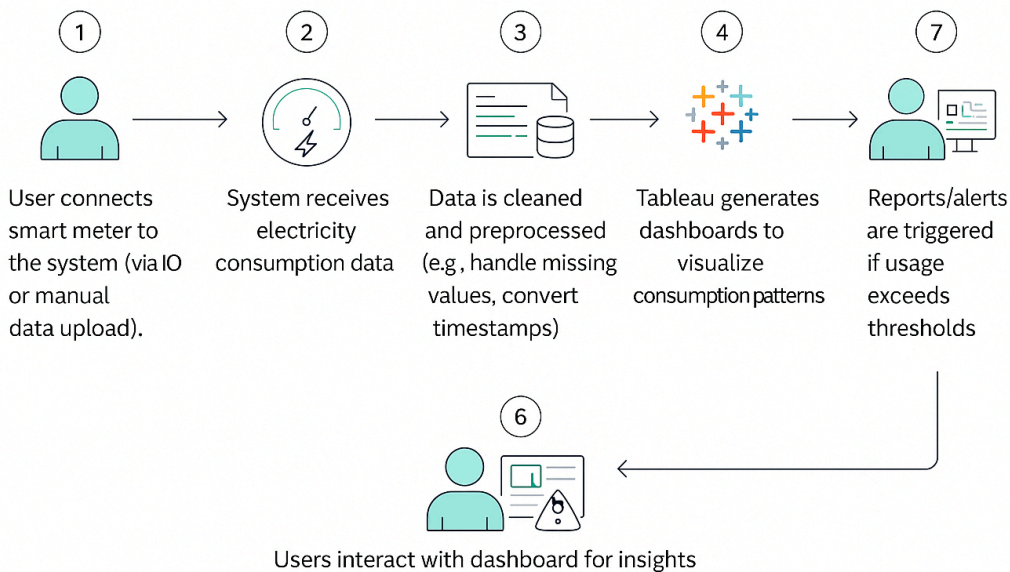 1
2
3
4
7
User connects
smart meter to
the system (via IO
or manual
data upload).
System receives
electricity
consumption data
Data is cleaned
and preprocessed
(e.g, handle missing
values, convert
timestamps)
Tableau generates
dashboards to
visualize
consumption patterns
Reports/alerts
are triggered
if usage
exceeds
thresholds
6
Users interact with dashboard for insights